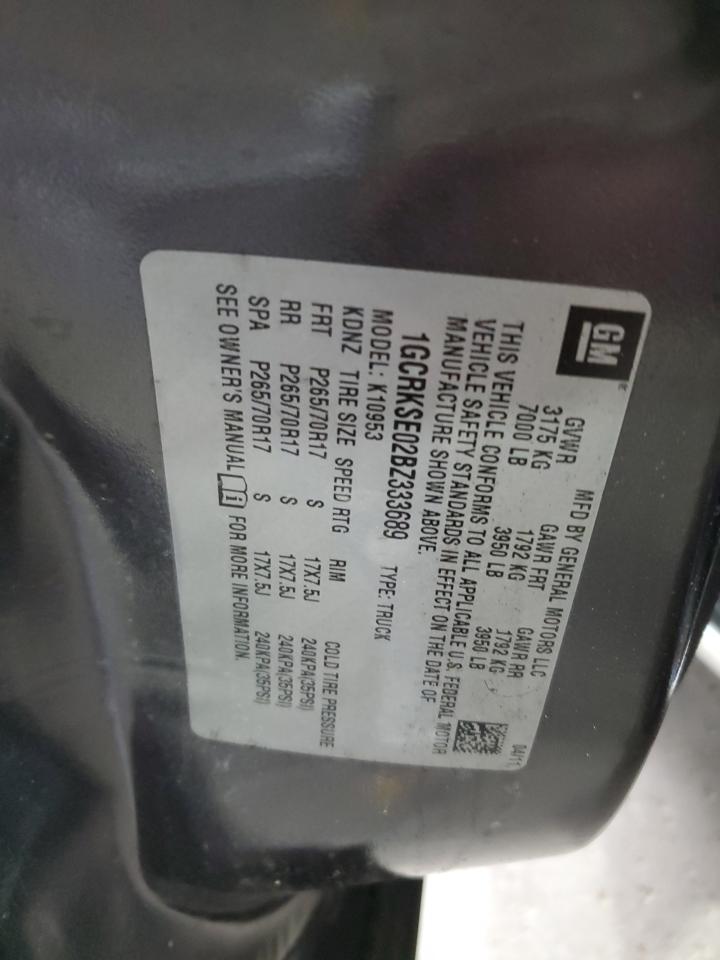 GM
®
MFD BY GENERAL MOTORS LLC 04/11
GVWR GAWR FRT GAWR RR
3175 KG 1792 KG 1792 KG
7000 LB 3950 LB 3950 LB
THIS VEHICLE CONFORMS TO ALL APPLICABLE U.S. FEDERAL MOTOR
VEHICLE SAFETY STANDARDS IN EFFECT ON THE DATE OF
MANUFACTURE SHOWN ABOVE.
1GCRKSE02BZ333689 TYPE: TRUCK
MODEL: K10953
KDNZ TIRE SIZE SPEED RTG RIM COLD TIRE PRESSURE
FRT P265/70R17 S 17X7.5J 240KPA(35PSI)
RR P265/70R17 S 17X7.5J 240KPA(35PSI)
SPA P265/70R17 S 17X7.5J 240KPA(35PSI)
SEE OWNER'S MANUAL FOR MORE INFORMATION.